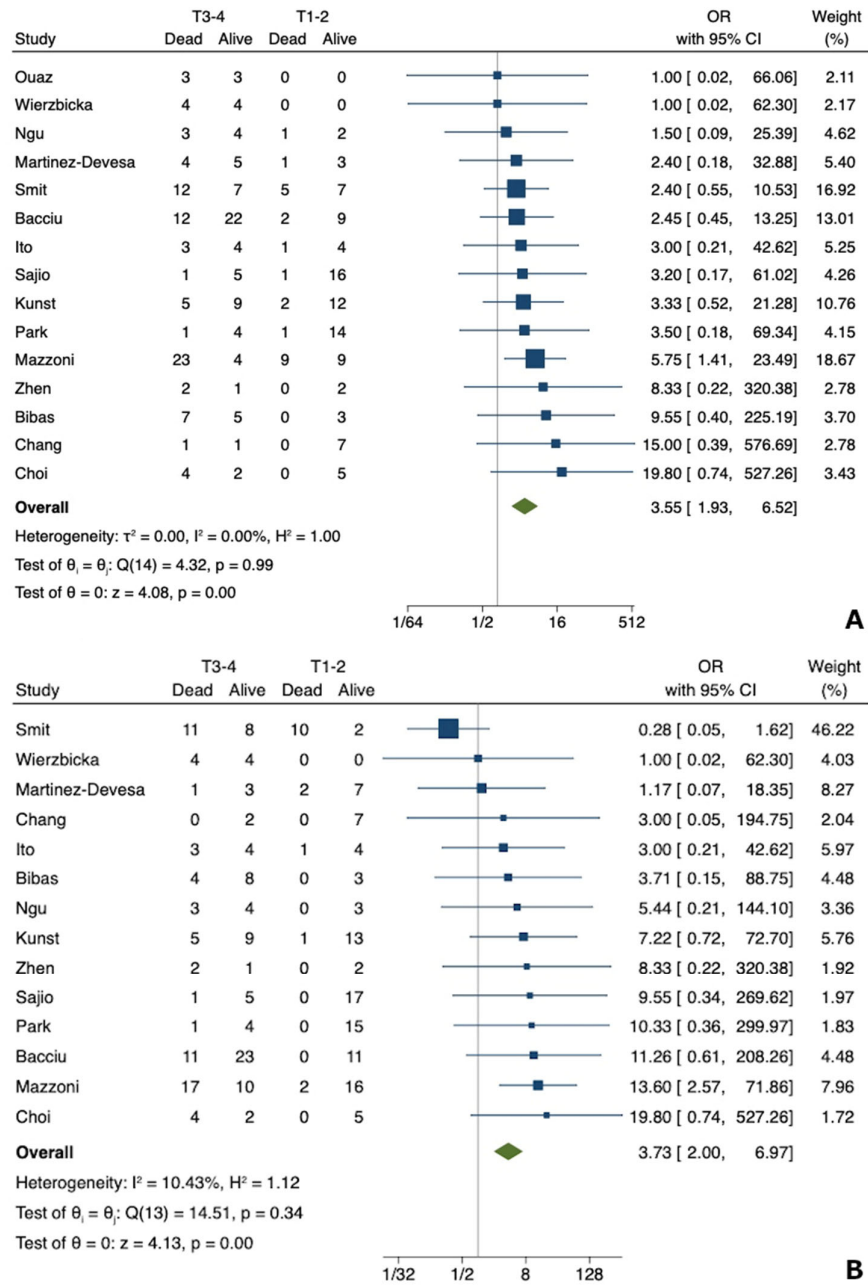 T3-4 T1-2 OR Weight
Study Dead Alive Dead Alive with 95% CI (%)
Ouaz 3 3 0 0 1.00 [ 0.02, 66.06] 2.11
Wierzbicka 4 4 0 0 1.00 [ 0.02, 62.30] 2.17
Ngu 3 4 1 2 1.50 [ 0.09, 25.39] 4.62
Martinez-Devesa 4 5 1 3 2.40 [ 0.18, 32.88] 5.40
Smit 12 7 5 7 2.40 [ 0.55, 10.53] 16.92
Bacciu 12 22 2 9 2.45 [ 0.45, 13.25] 13.01
Ito 3 4 1 4 3.00 [ 0.21, 42.62] 5.25
Sajio 1 5 1 16 3.20 [ 0.17, 61.02] 4.26
Kunst 5 9 2 12 3.33 [ 0.52, 21.28] 10.76
Park 1 4 1 14 3.50 [ 0.18, 69.34] 4.15
Mazzoni 23 4 9 9 5.75 [ 1.41, 23.49] 18.67
Zhen 2 1 0 2 8.33 [ 0.22, 320.38] 2.78
Bibas 7 5 0 3 9.55 [ 0.40, 225.19] 3.70
Chang 1 1 0 7 15.00 [ 0.39, 576.69] 2.78
Choi 4 2 0 5 19.80 [ 0.74, 527.26] 3.43
Overall 3.55 [ 1.93, 6.52]
Heterogeneity: τ² = 0.00, I² = 0.00%, H² = 1.00
Test of θᵢ = θⱼ: Q(14) = 4.32, p = 0.99
Test of θ = 0: z = 4.08, p = 0.00
1/64 1/2 16 512
A
T3-4 T1-2 OR Weight
Study Dead Alive Dead Alive with 95% CI (%)
Smit 11 8 10 2 0.28 [ 0.05, 1.62] 46.22
Wierzbicka 4 4 0 0 1.00 [ 0.02, 62.30] 4.03
Martinez-Devesa 1 3 2 7 1.17 [ 0.07, 18.35] 8.27
Chang 0 2 0 7 3.00 [ 0.05, 194.75] 2.04
Ito 3 4 1 4 3.00 [ 0.21, 42.62] 5.97
Bibas 4 8 0 3 3.71 [ 0.15, 88.75] 4.48
Ngu 3 4 0 3 5.44 [ 0.21, 144.10] 3.36
Kunst 5 9 1 13 7.22 [ 0.72, 72.70] 5.76
Zhen 2 1 0 2 8.33 [ 0.22, 320.38] 1.92
Sajio 1 5 0 17 9.55 [ 0.34, 269.62] 1.97
Park 1 4 0 15 10.33 [ 0.36, 299.97] 1.83
Bacciu 11 23 0 11 11.26 [ 0.61, 208.26] 4.48
Mazzoni 17 10 2 16 13.60 [ 2.57, 71.86] 7.96
Choi 4 2 0 5 19.80 [ 0.74, 527.26] 1.72
Overall 3.73 [ 2.00, 6.97]
Heterogeneity: I² = 10.43%, H² = 1.12
Test of θᵢ = θⱼ: Q(13) = 14.51, p = 0.34
Test of θ = 0: z = 4.13, p = 0.00
1/32 1/2 8 128
B